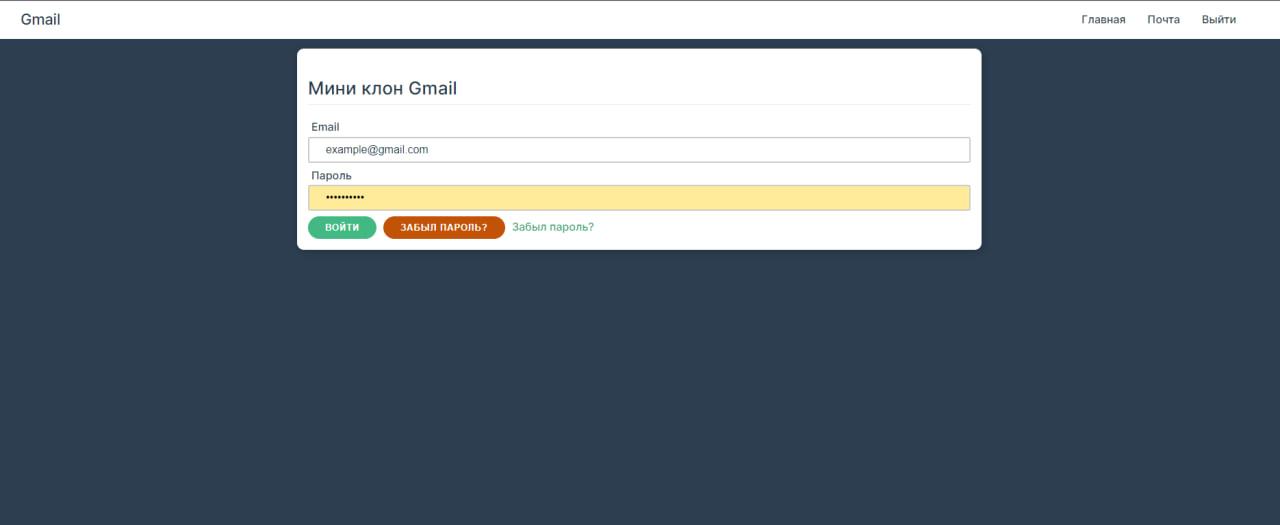 Gmail Главная Почта Выйти
Мини клон Gmail
Email
example@gmail.com
Пароль
••••••••••
ВОЙТИ ЗАБЫЛ ПАРОЛЬ? Забыл пароль?